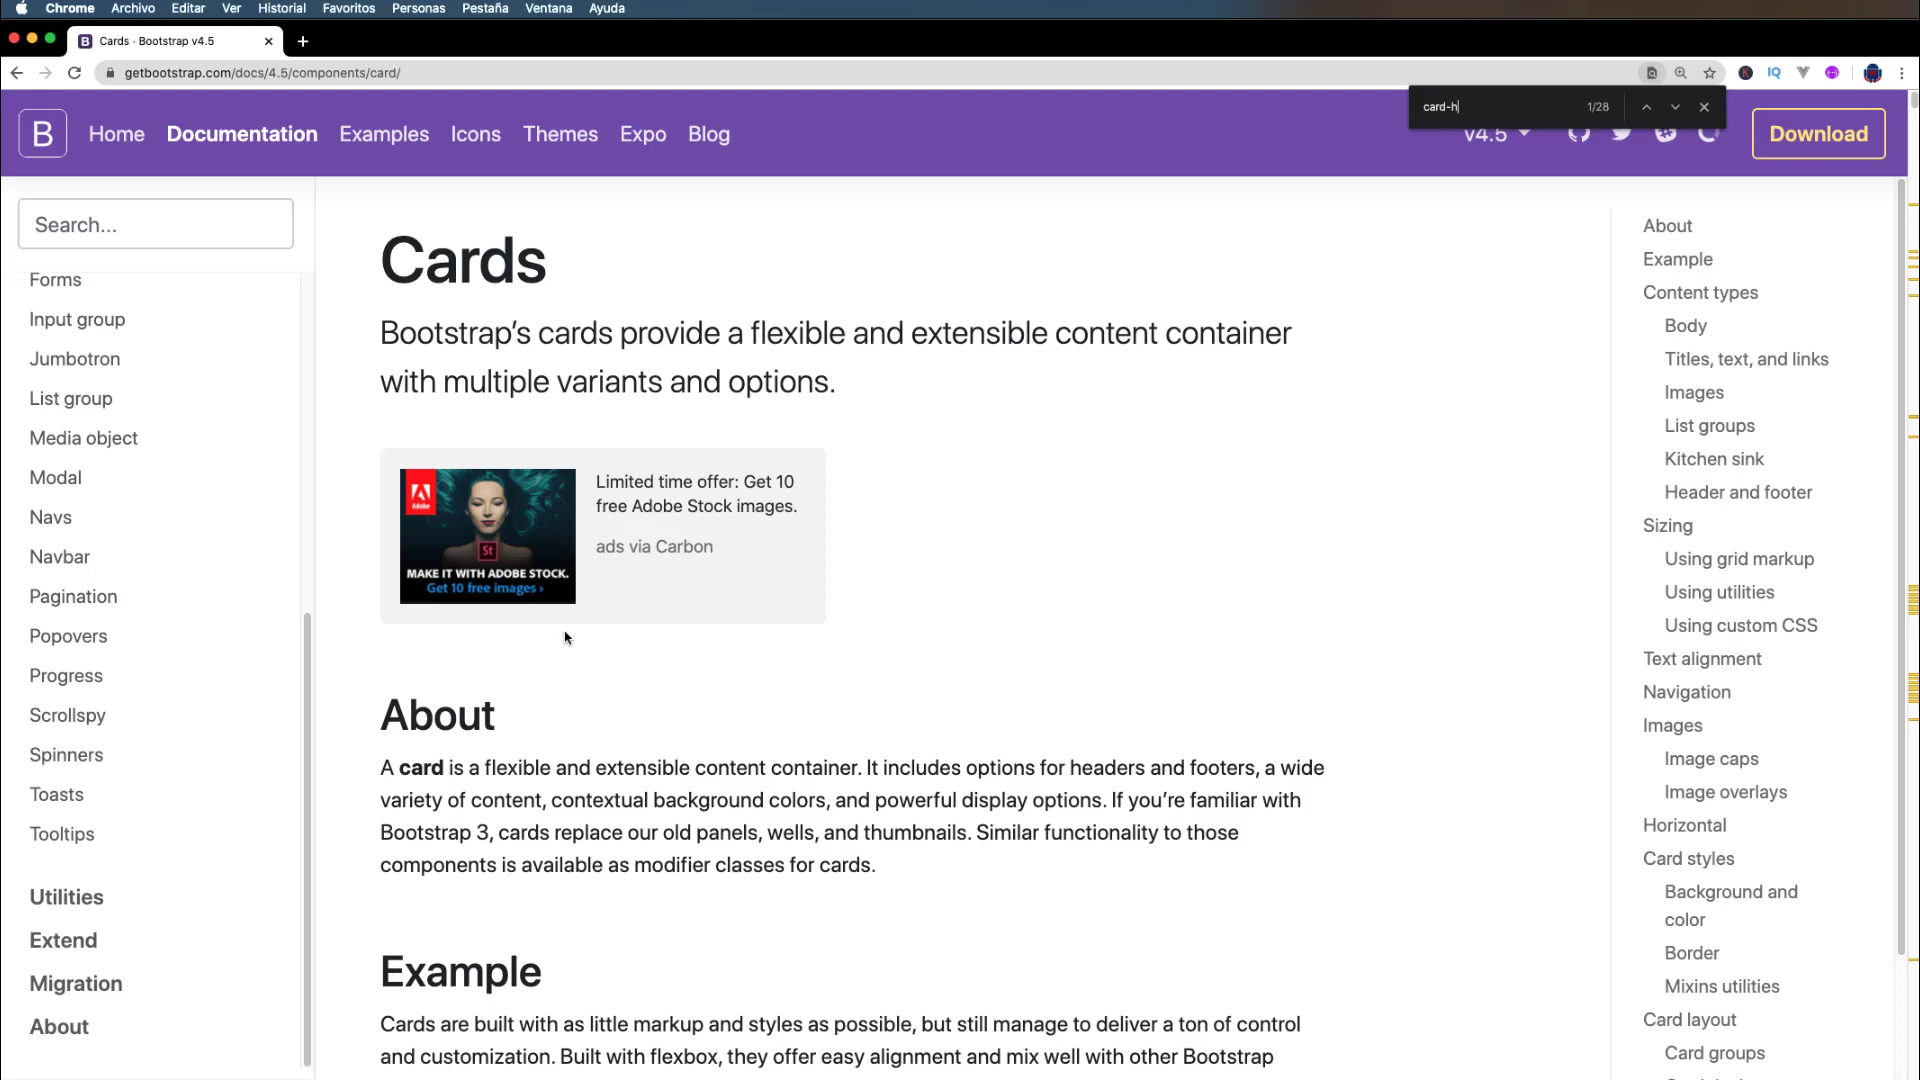 Chrome Archivo Editar Ver Historial Favoritos Personas Pestaña Ventana Ayuda
B Cards · Bootstrap v4.5
getbootstrap.com/docs/4.5/components/card/
K IQ
card-h 1/28
B Home Documentation Examples Icons Themes Expo Blog v4.5 Download
Search...
Forms
Input group
Jumbotron
List group
Media object
Modal
Navs
Navbar
Pagination
Popovers
Progress
Scrollspy
Spinners
Toasts
Tooltips
Utilities
Extend
Migration
About
Cards
Bootstrap’s cards provide a flexible and extensible content container
with multiple variants and options.
Adobe
St
MAKE IT WITH ADOBE STOCK.
Get 10 free images ›
Limited time offer: Get 10
free Adobe Stock images.
ads via Carbon
About
A card is a flexible and extensible content container. It includes options for headers and footers, a wide
variety of content, contextual background colors, and powerful display options. If you’re familiar with
Bootstrap 3, cards replace our old panels, wells, and thumbnails. Similar functionality to those
components is available as modifier classes for cards.
Example
Cards are built with as little markup and styles as possible, but still manage to deliver a ton of control
and customization. Built with flexbox, they offer easy alignment and mix well with other Bootstrap
About
Example
Content types
Body
Titles, text, and links
Images
List groups
Kitchen sink
Header and footer
Sizing
Using grid markup
Using utilities
Using custom CSS
Text alignment
Navigation
Images
Image caps
Image overlays
Horizontal
Card styles
Background and
color
Border
Mixins utilities
Card layout
Card groups